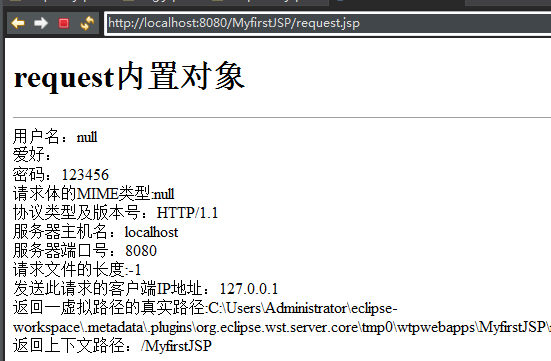 http://localhost:8080/MyfirstJSP/request.jsp
request内置对象
用户名：null
爱好：
密码：123456
请求体的MIME类型:null
协议类型及版本号：HTTP/1.1
服务器主机名：localhost
服务器端口号：8080
请求文件的长度:-1
发送此请求的客户端IP地址：127.0.0.1
返回一虚拟路径的真实路径:C:\Users\Administrator\eclipse-
workspace\.metadata\.plugins\org.eclipse.wst.server.core\tmp0\wtpwebapps\MyfirstJSP\
返回上下文路径：/MyfirstJSP